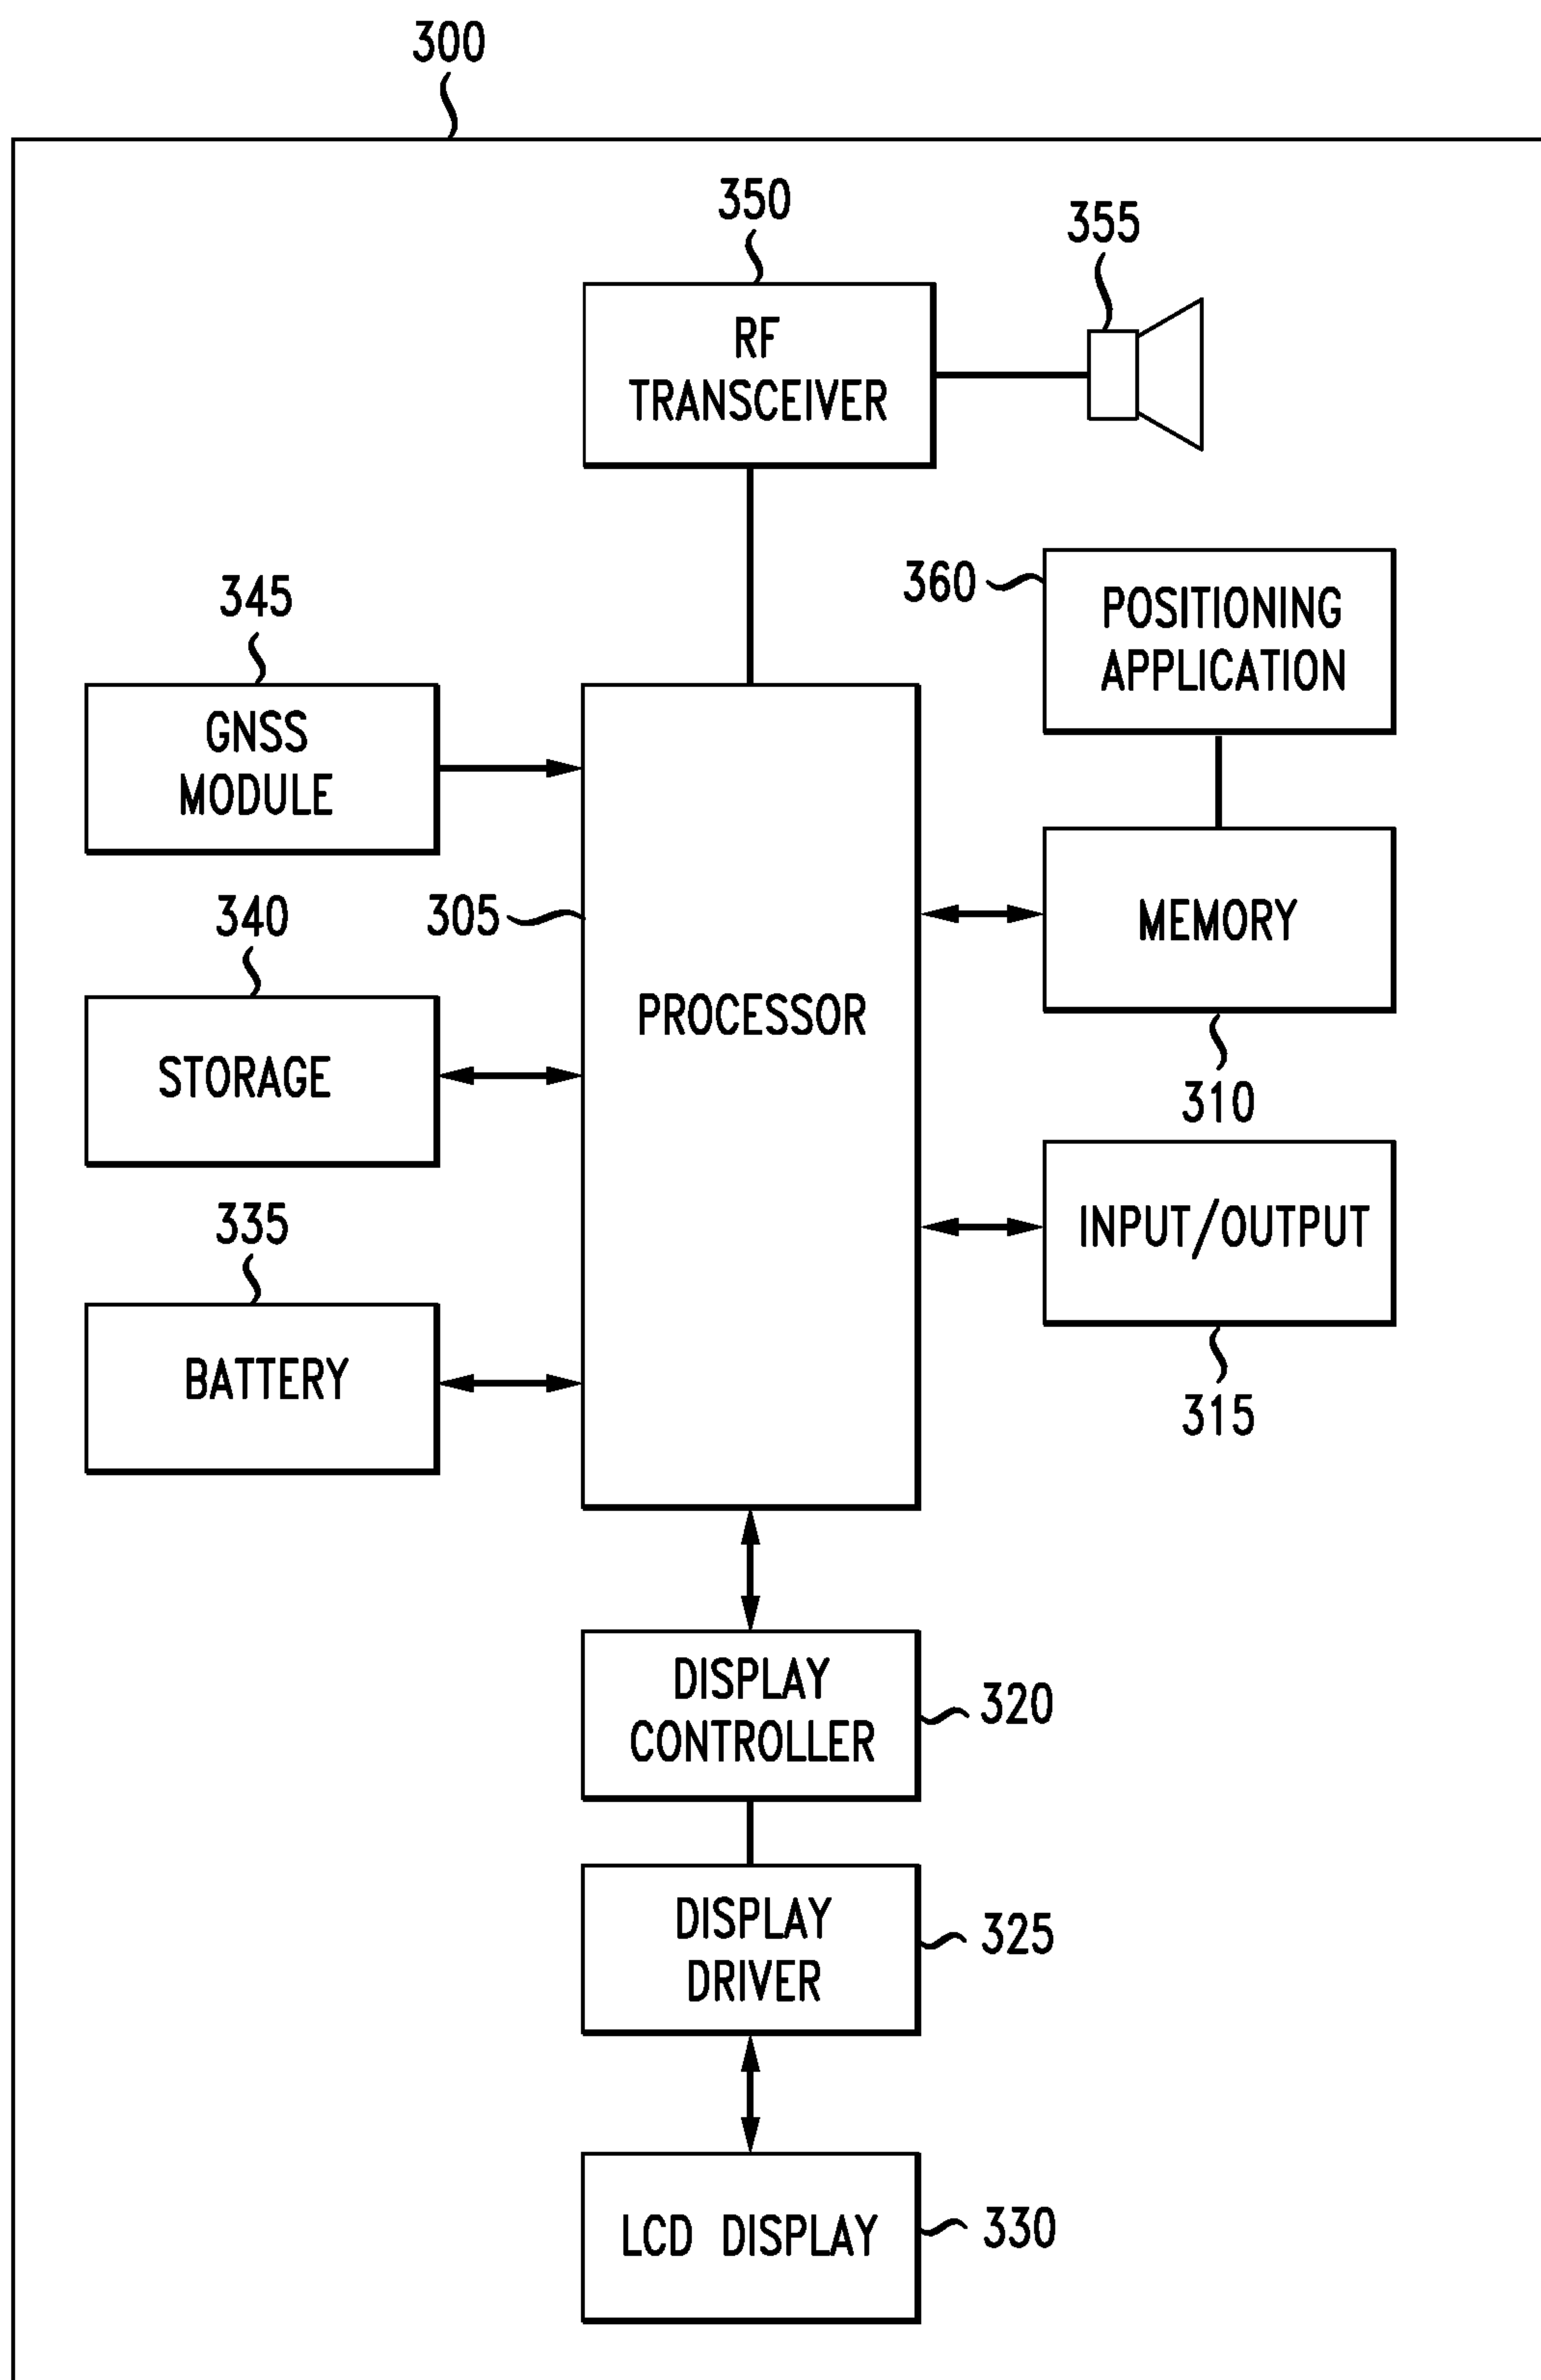 300
350
355
RF
TRANSCEIVER
360
POSITIONING
APPLICATION
345
GNSS
MODULE
340
305
MEMORY
PROCESSOR
STORAGE
310
335
INPUT/OUTPUT
BATTERY
315
DISPLAY
CONTROLLER
320
DISPLAY
DRIVER
325
LCD DISPLAY
330